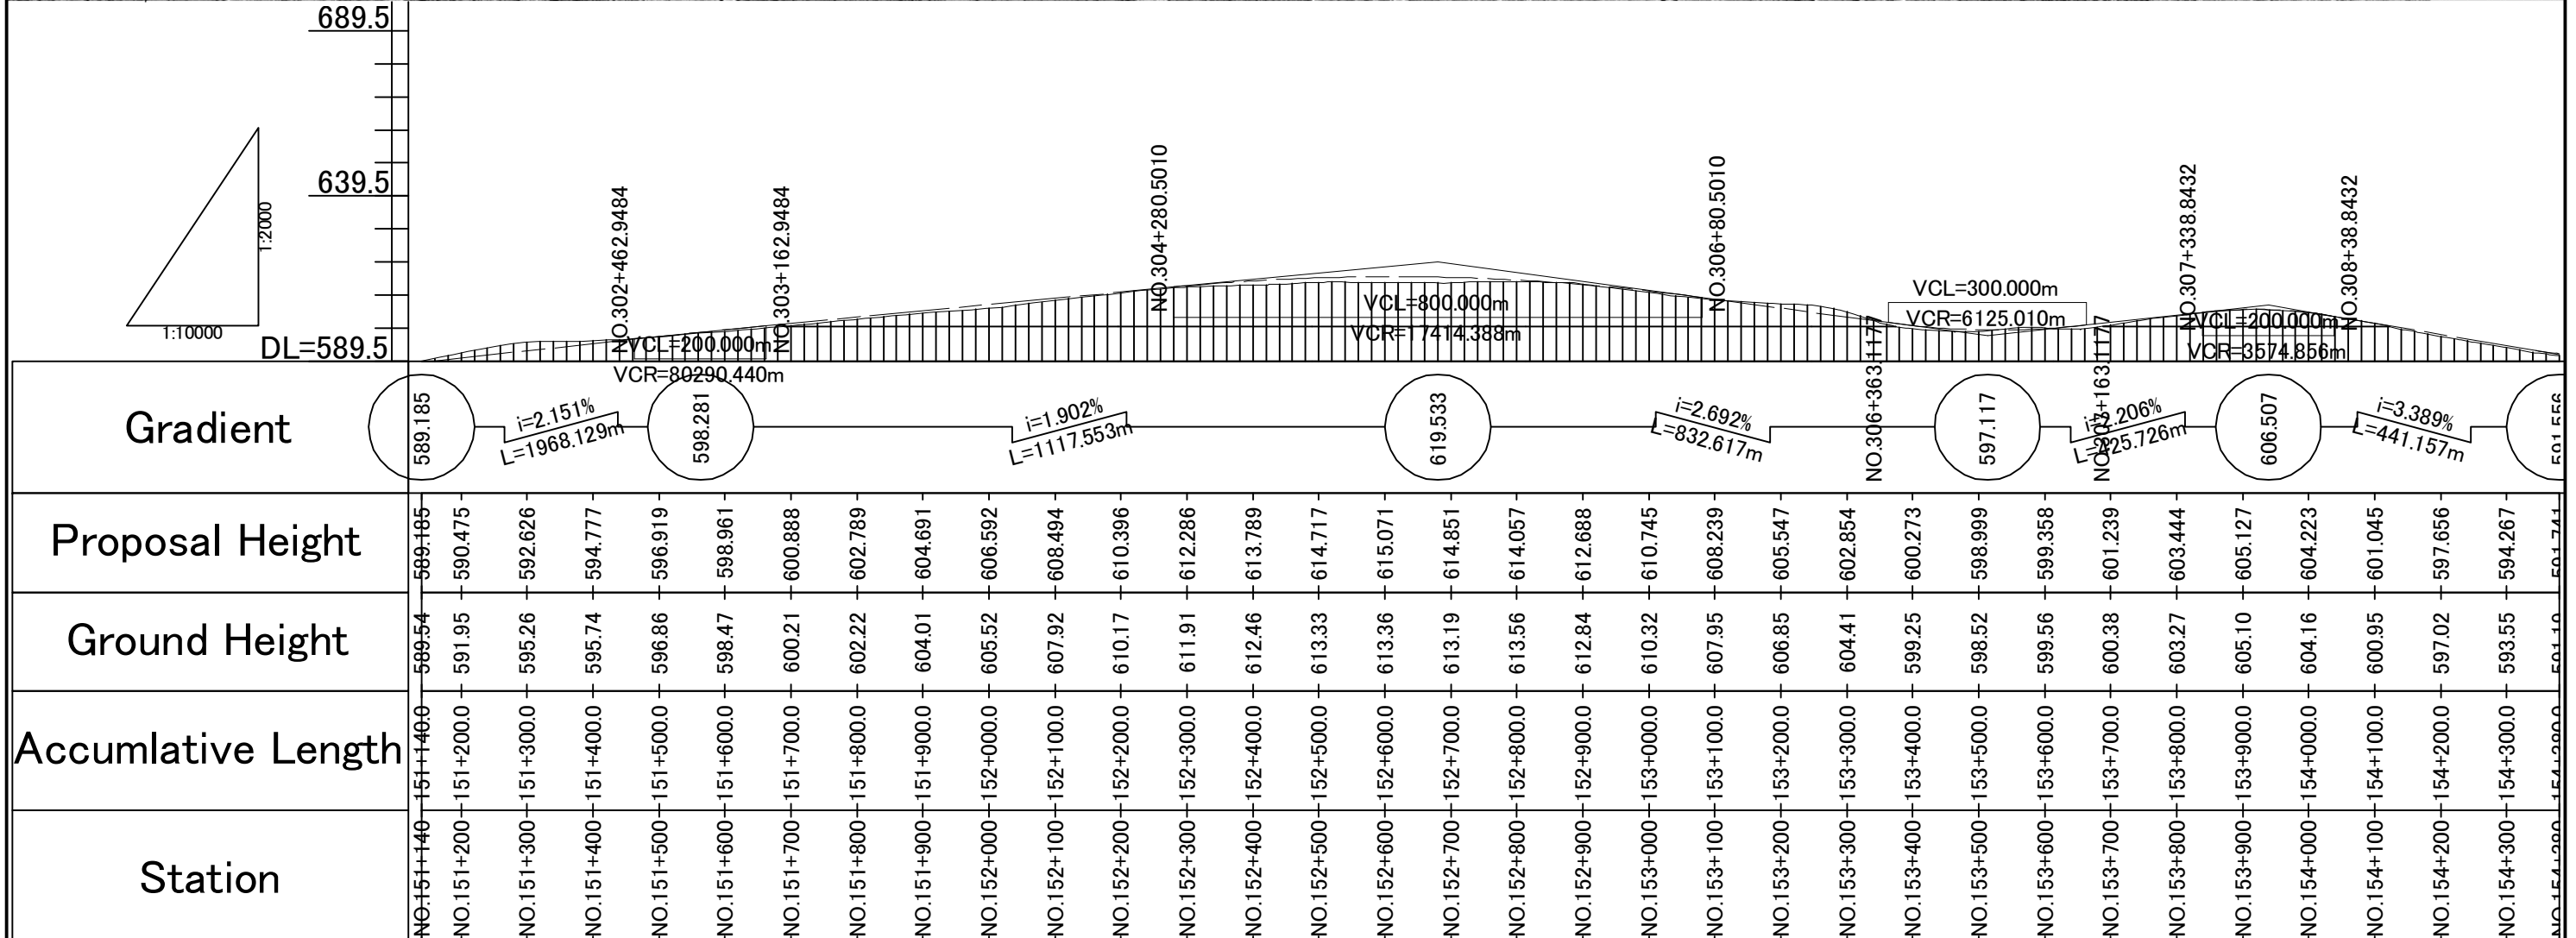 689.5
639.5
DL=589.5
1:2000
1:10000
NO.302+462.9484
NO.303+162.9484
NO.304+280.5010
NO.306+80.5010
NO.306+363.1177
NO.307+338.8432
NO.308+38.8432
VCL=200.000m
VCR=80290.440m
VCL=800.000m
VCR=17414.388m
VCL=300.000m
VCR=6125.010m
VCL=200.000m
VCR=3574.856m
Gradient
589.185
i=2.151%
L=1968.129m
598.281
i=1.902%
L=1117.553m
619.533
i=2.692%
L=832.617m
597.117
i=2.206%
L=425.726m
606.507
i=3.389%
L=441.157m
591.556
Proposal Height
589.185 590.475 592.626 594.777 596.919 598.961 600.888 602.789 604.691 606.592 608.494 610.396 612.286 613.789 614.717 615.071 614.851 614.057 612.688 610.745 608.239 605.547 602.854 600.273 598.999 599.358 601.239 603.444 605.127 604.223 601.045 597.656 594.267 591.741
Ground Height
589.54 591.95 595.26 595.74 596.86 598.47 600.21 602.22 604.01 605.52 607.92 610.17 611.91 612.46 613.33 613.36 613.19 613.56 612.84 610.32 607.95 606.85 604.41 599.25 598.52 599.56 600.38 603.27 605.10 604.16 600.95 597.02 593.55
Accumlative Length
151+140.0 151+200.0 151+300.0 151+400.0 151+500.0 151+600.0 151+700.0 151+800.0 151+900.0 152+000.0 152+100.0 152+200.0 152+300.0 152+400.0 152+500.0 152+600.0 152+700.0 152+800.0 152+900.0 153+000.0 153+100.0 153+200.0 153+300.0 153+400.0 153+500.0 153+600.0 153+700.0 153+800.0 153+900.0 154+000.0 154+100.0 154+200.0 154+300.0
Station
NO.151+140 NO.151+200 NO.151+300 NO.151+400 NO.151+500 NO.151+600 NO.151+700 NO.151+800 NO.151+900 NO.152+000 NO.152+100 NO.152+200 NO.152+300 NO.152+400 NO.152+500 NO.152+600 NO.152+700 NO.152+800 NO.152+900 NO.153+000 NO.153+100 NO.153+200 NO.153+300 NO.153+400 NO.153+500 NO.153+600 NO.153+700 NO.153+800 NO.153+900 NO.154+000 NO.154+100 NO.154+200 NO.154+300